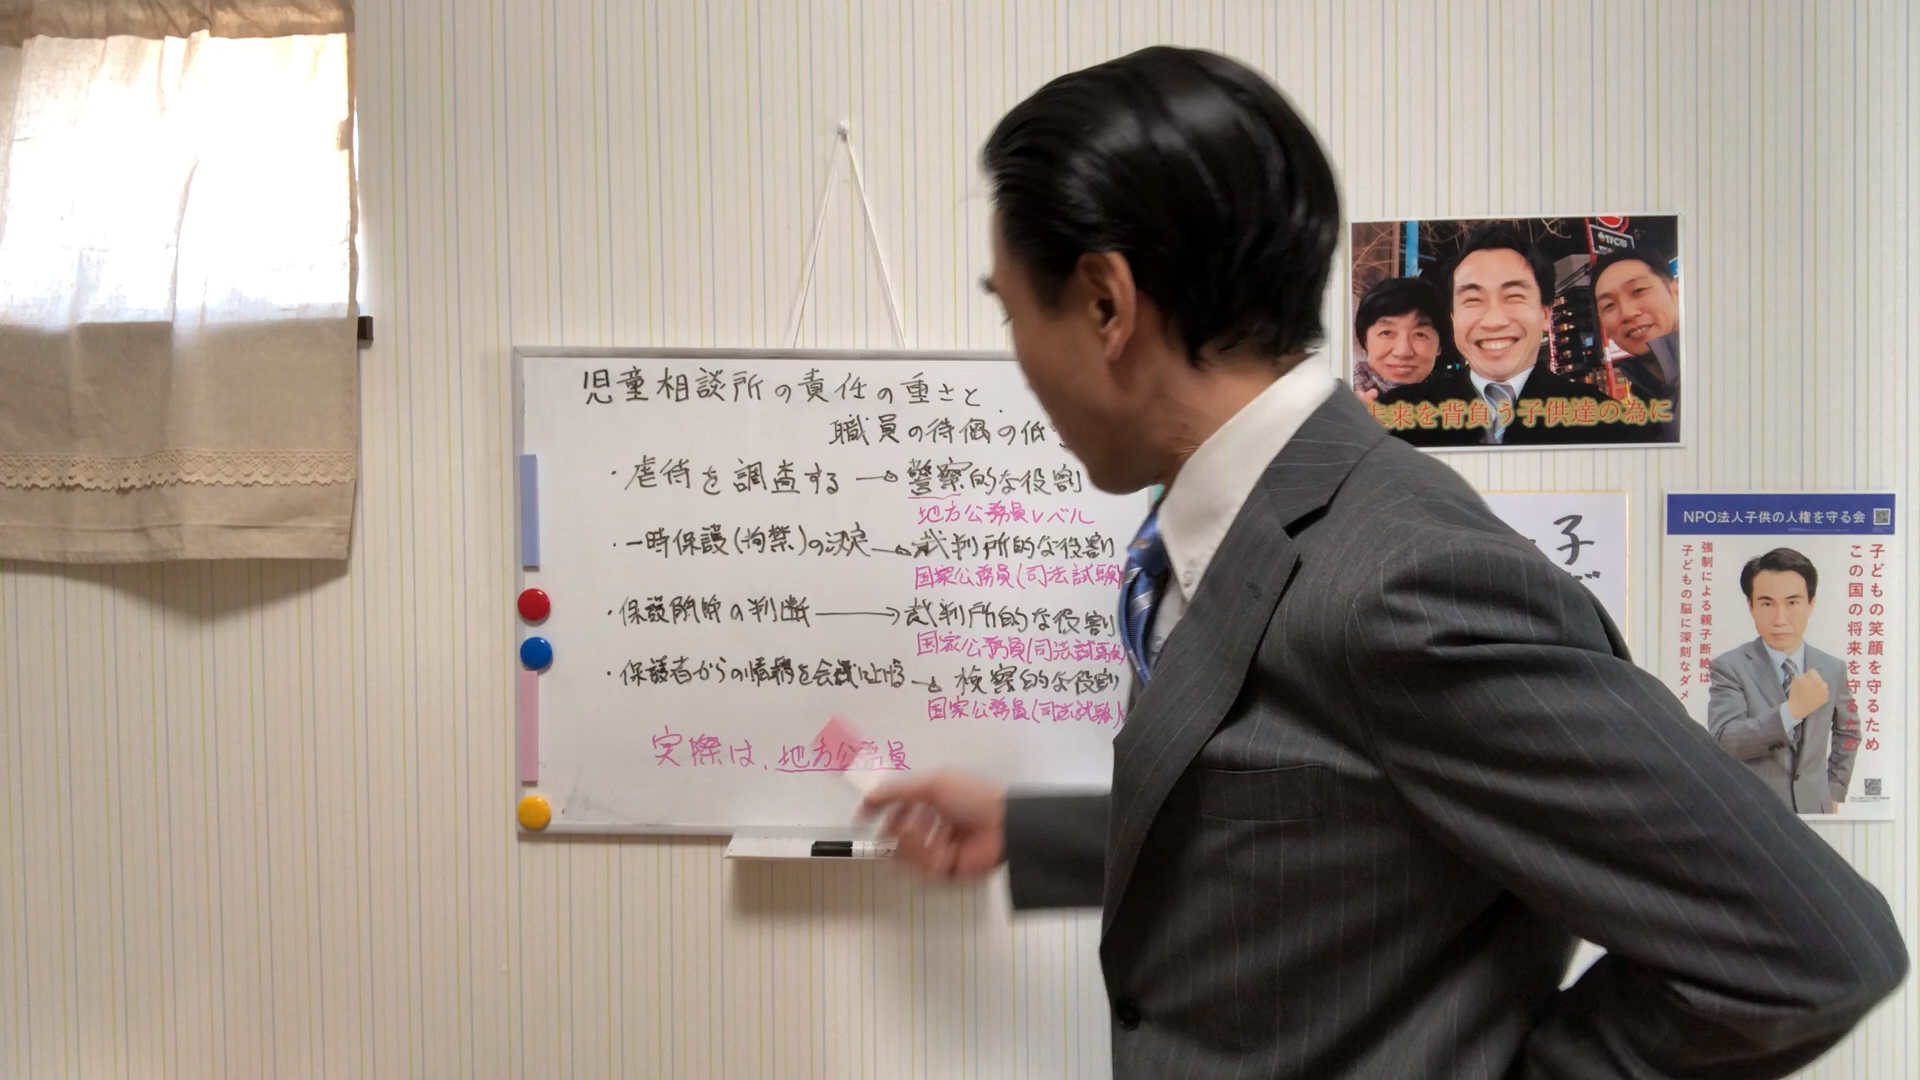 児童相談所の責任の重さと
職員の待偶の低
・虐待を調査する → 警察的な役割
地方公務員レベル
・一時保護(拘禁)の決定 → 裁判所的な役割
国家公務員(司法試験)
・保護解除の判断 → 裁判所的な役割
国家公務員(司法試験)
・保護者からの情報を会議に上げる → 検察的な役割
国家公務員(司法試験)
実際は、地方公務員
未来を背負う子供達の為に
子
NPO法人子供の人権を守る会
子どもの笑顔を守るため
この国の将来を守るため
強制による親子断絶は
子どもの脳に深刻なダメ